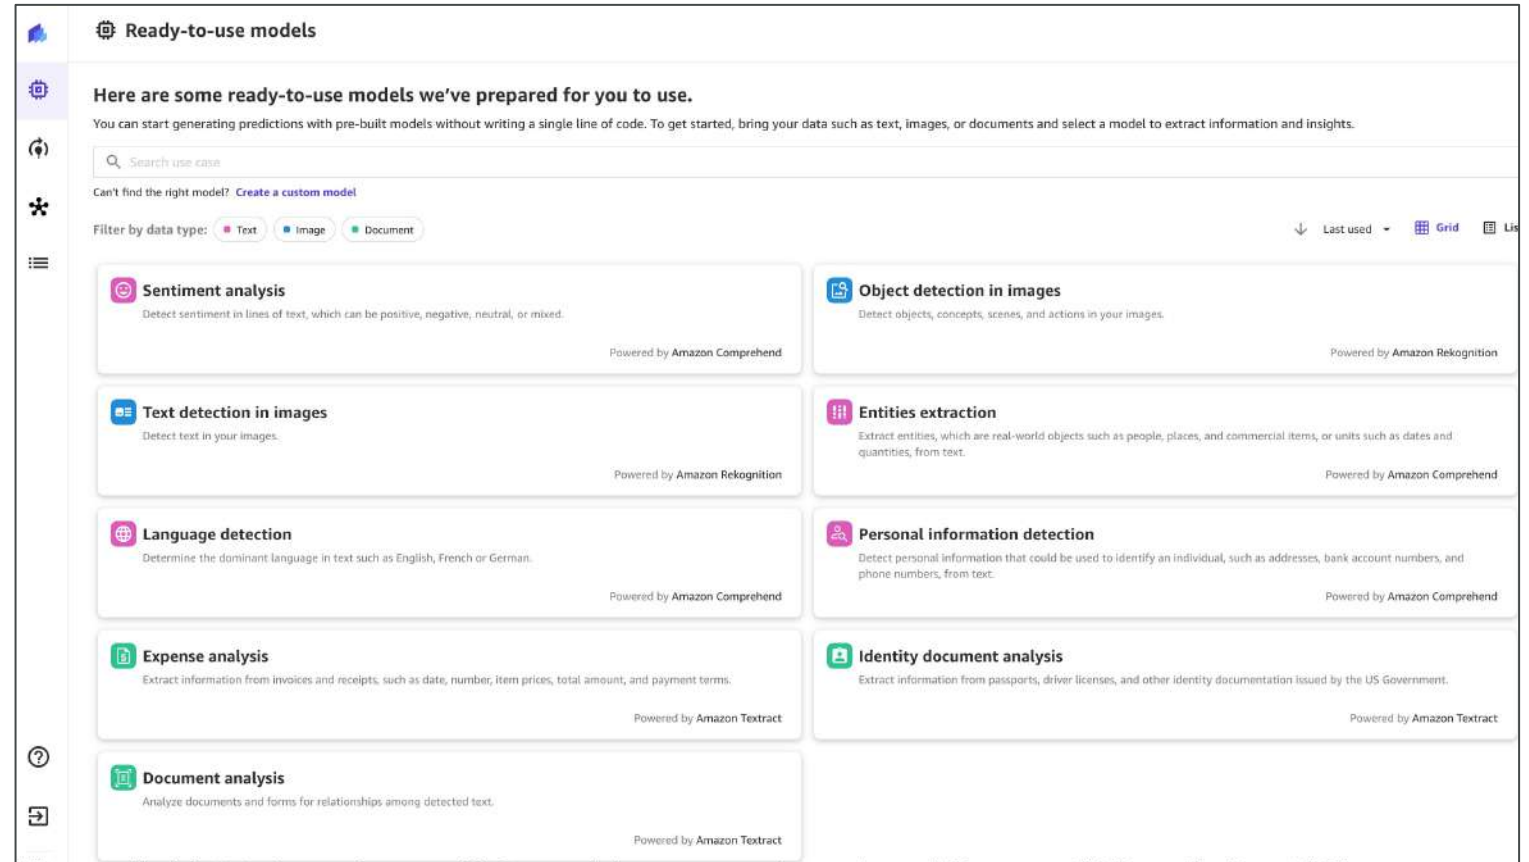 Ready-to-use models
Here are some ready-to-use models we've prepared for you to use.
You can start generating predictions with pre-built models without writing a single line of code. To get started, bring your data such as text, images, or documents and select a model to extract information and insights.
Search use case
Can't find the right model? Create a custom model
Filter by data type: Text Image Document
Last used Grid Lis
Sentiment analysis
Detect sentiment in lines of text, which can be positive, negative, neutral, or mixed.
Powered by Amazon Comprehend
Object detection in images
Detect objects, concepts, scenes, and actions in your images.
Powered by Amazon Rekognition
Text detection in images
Detect text in your images.
Powered by Amazon Rekognition
Entities extraction
Extract entities, which are real-world objects such as people, places, and commercial items, or units such as dates and
quantities, from text.
Powered by Amazon Comprehend
Language detection
Determine the dominant language in text such as English, French or German.
Powered by Amazon Comprehend
Personal information detection
Detect personal information that could be used to identify an individual, such as addresses, bank account numbers, and
phone numbers, from text.
Powered by Amazon Comprehend
Expense analysis
Extract information from invoices and receipts, such as date, number, item prices, total amount, and payment terms.
Powered by Amazon Textract
Identity document analysis
Extract information from passports, driver licenses, and other identity documentation issued by the US Government.
Powered by Amazon Textract
Document analysis
Analyze documents and forms for relationships among detected text.
Powered by Amazon Textract